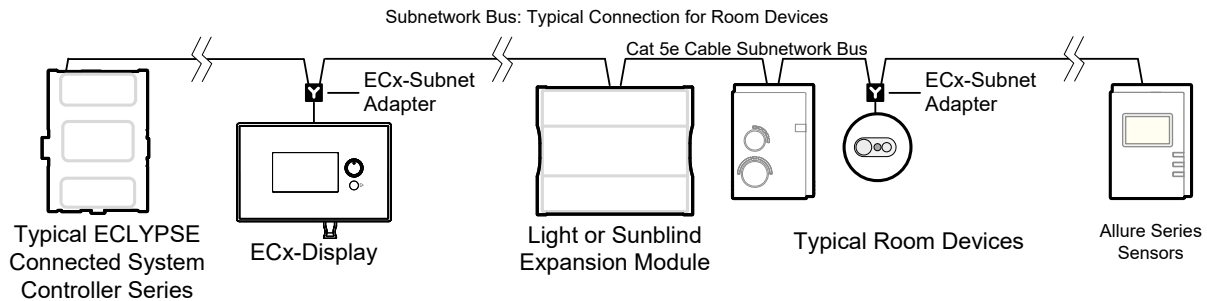 Subnetwork Bus: Typical Connection for Room Devices
Cat 5e Cable Subnetwork Bus
ECx-Subnet
Adapter
ECx-Subnet
Adapter
Typical ECLYPSE
Connected System
Controller Series
ECx-Display
Light or Sunblind
Expansion Module
Typical Room Devices
Allure Series
Sensors